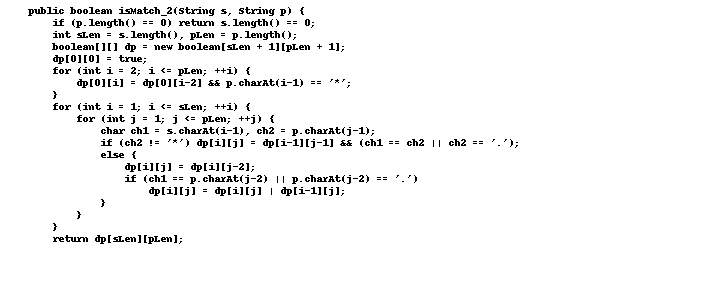 public boolean isMatch_2(String s, String p) {
if (p.length() == 0) return s.length() == 0;
int sLen = s.length(), pLen = p.length();
boolean[][] dp = new boolean[sLen + 1][pLen + 1];
dp[0][0] = true;
for (int i = 2; i <= pLen; ++i) {
dp[0][i] = dp[0][i-2] && p.charAt(i-1) == '*';
}
for (int i = 1; i <= sLen; ++i) {
for (int j = 1; j <= pLen; ++j) {
char ch1 = s.charAt(i-1), ch2 = p.charAt(j-1);
if (ch2 != '*') dp[i][j] = dp[i-1][j-1] && (ch1 == ch2 || ch2 == '.');
else {
dp[i][j] = dp[i][j-2];
if (ch1 == p.charAt(j-2) || p.charAt(j-2) == '.')
dp[i][j] = dp[i][j] | dp[i-1][j];
}
}
}
return dp[sLen][pLen];